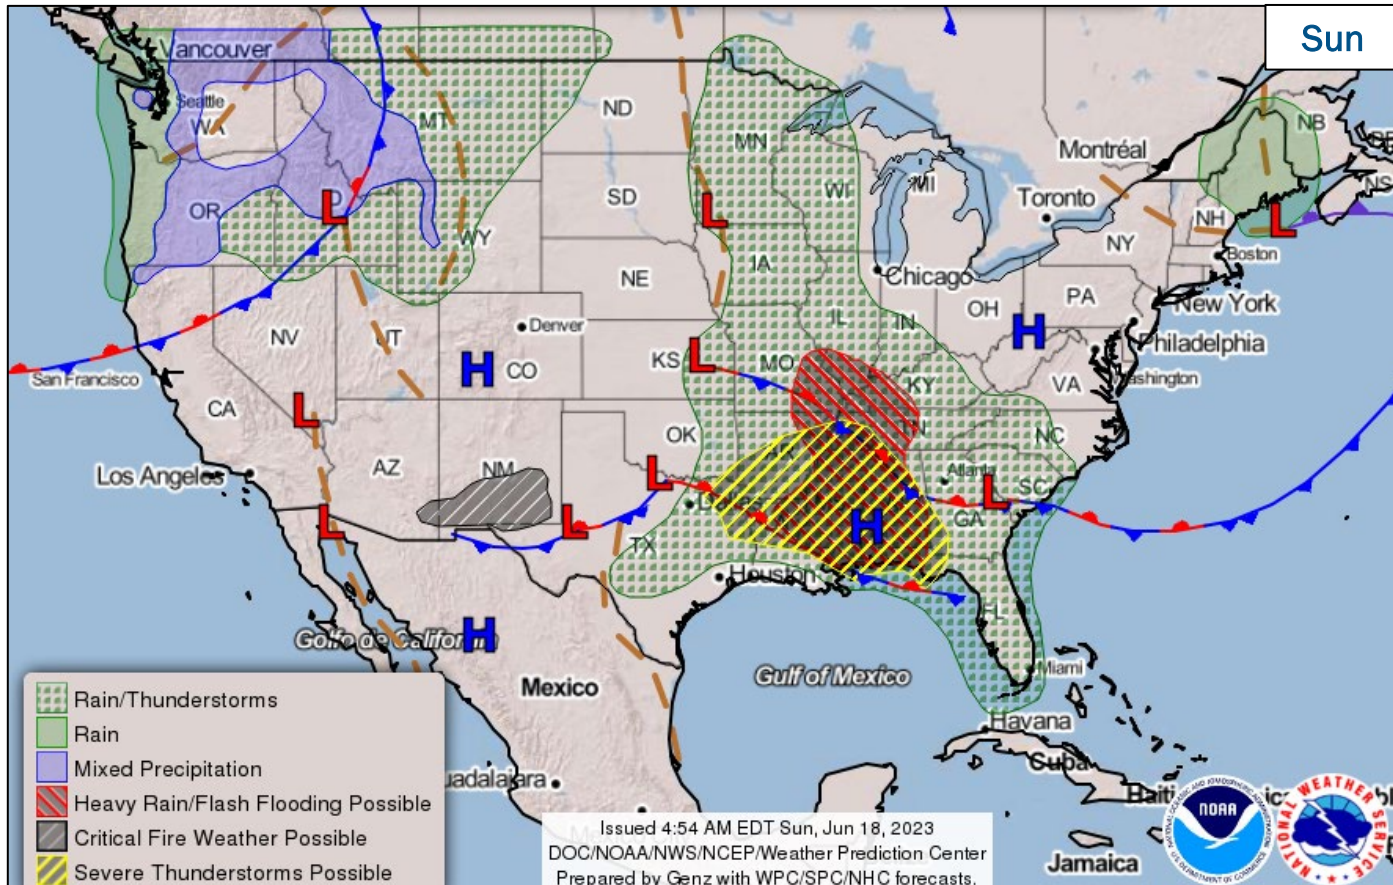 Sun
Vancouver
Seattle
WA
MT
ND
MN
NB
Montréal
OR
SD
WI
MI
Toronto
NH
NS
WY
IA
NY
Boston
NE
Chicago
NV
UT
Denver
IL
IN
OH
PA
New York
Philadelphia
San Francisco
CO
KS
MO
KY
VA
Washington
CA
L
H
Los Angeles
AZ
NM
OK
AR
TN
NC
Atlanta
SC
Dallas
GA
TX
Houston
FL
Golfo de California
Mexico
Gulf of Mexico
Miami
Havana
Cuba
Jamaica
Rain/Thunderstorms
Rain
Mixed Precipitation
Heavy Rain/Flash Flooding Possible
Critical Fire Weather Possible
Severe Thunderstorms Possible
Issued 4:54 AM EDT Sun, Jun 18, 2023
DOC/NOAA/NWS/NCEP/Weather Prediction Center
Prepared by Genz with WPC/SPC/NHC forecasts.
NOAA
NATIONAL WEATHER SERVICE